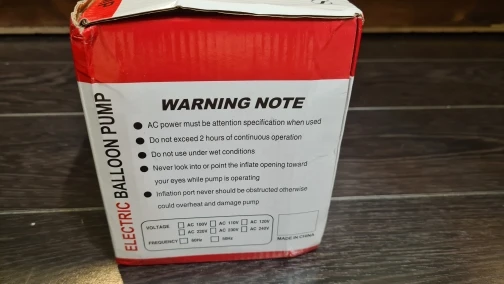 ELECTRIC BALLOON PUMP
WARNING NOTE
● AC power must be attention specification when used
● Do not exceed 2 hours of continuous operation
● Do not use under wet conditions
● Never look into or point the inflate opening toward
your eyes while pump is operating
● Inflation port never should be obstructed otherwise
could overheat and damage pump
VOLTAGE □ AC 100V □ AC 110V □ AC 120V
□ AC 220V □ AC 230V □ AC 240V
FREQUENCY □ 60Hz □ 50Hz
MADE IN CHINA